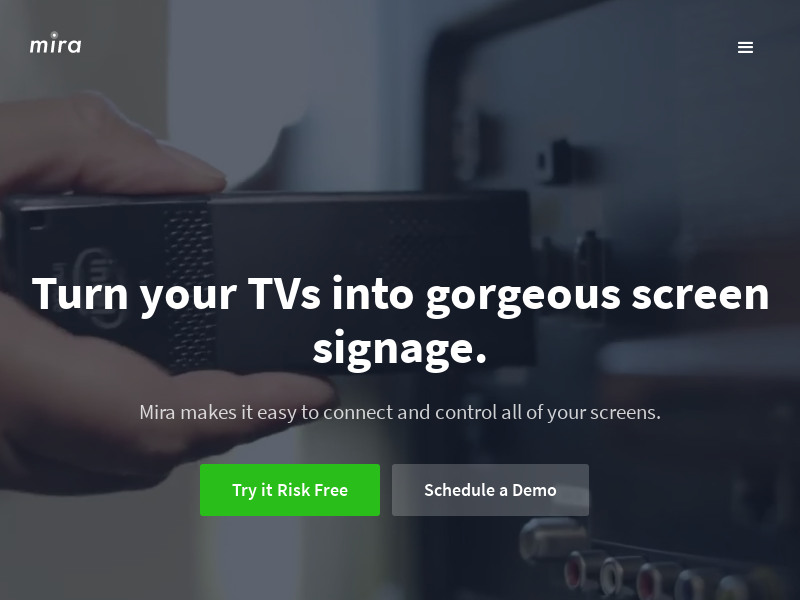 mira
Turn your TVs into gorgeous screen
signage.
Mira makes it easy to connect and control all of your screens.
Try it Risk Free
Schedule a Demo